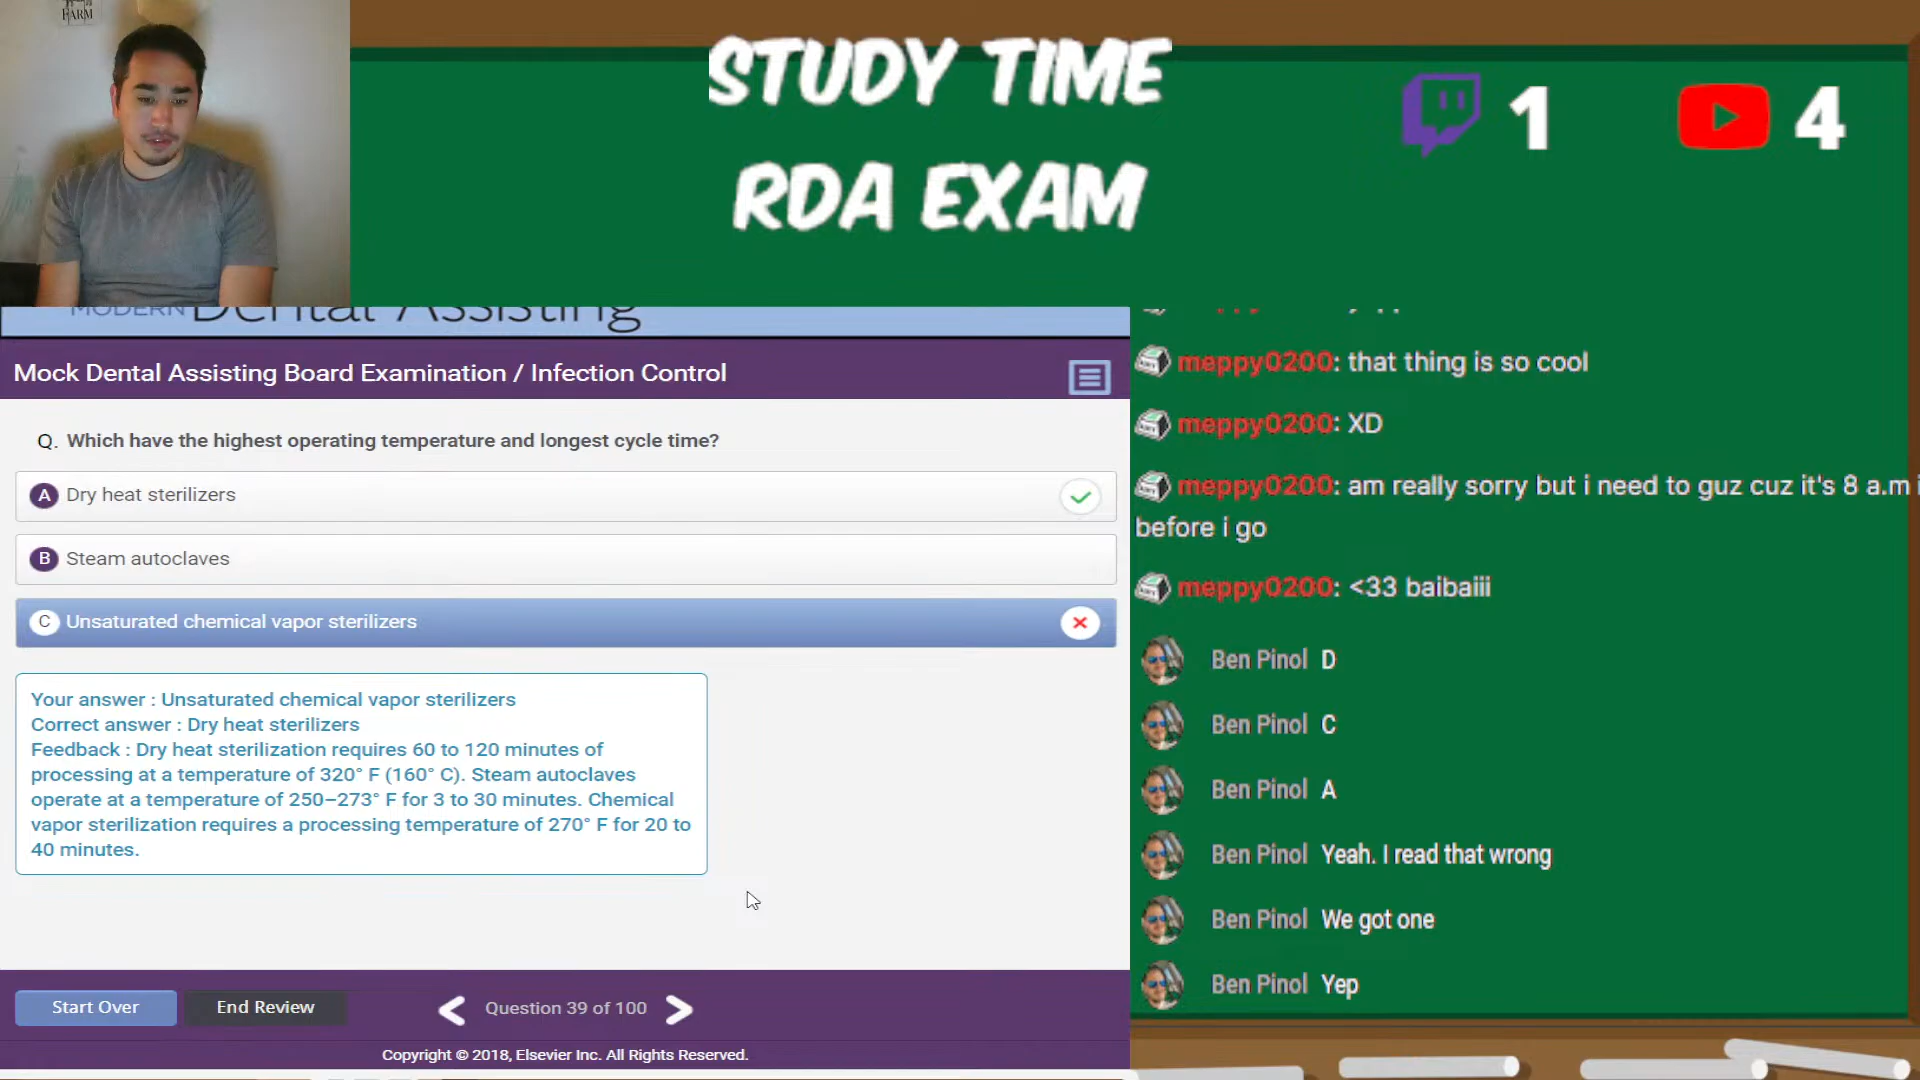 FARM
STUDY TIME
RDA EXAM
1
4
MODERN Dental Assisting
Mock Dental Assisting Board Examination / Infection Control
Q. Which have the highest operating temperature and longest cycle time?
A Dry heat sterilizers
B Steam autoclaves
C Unsaturated chemical vapor sterilizers
Your answer : Unsaturated chemical vapor sterilizers
Correct answer : Dry heat sterilizers
Feedback : Dry heat sterilization requires 60 to 120 minutes of
processing at a temperature of 320° F (160° C). Steam autoclaves
operate at a temperature of 250–273° F for 3 to 30 minutes. Chemical
vapor sterilization requires a processing temperature of 270° F for 20 to
40 minutes.
Start Over
End Review
Question 39 of 100
Copyright © 2018, Elsevier Inc. All Rights Reserved.
meppy0200: that thing is so cool
meppy0200: XD
meppy0200: am really sorry but i need to guz cuz it's 8 a.m i
before i go
meppy0200: <33 baibaiii
Ben Pinol D
Ben Pinol C
Ben Pinol A
Ben Pinol Yeah. I read that wrong
Ben Pinol We got one
Ben Pinol Yep